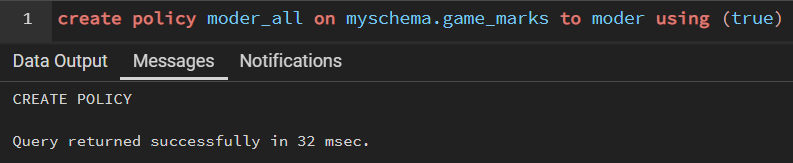 1 create policy moder_all on myschema.game_marks to moder using (true)
Data Output Messages Notifications
CREATE POLICY
Query returned successfully in 32 msec.